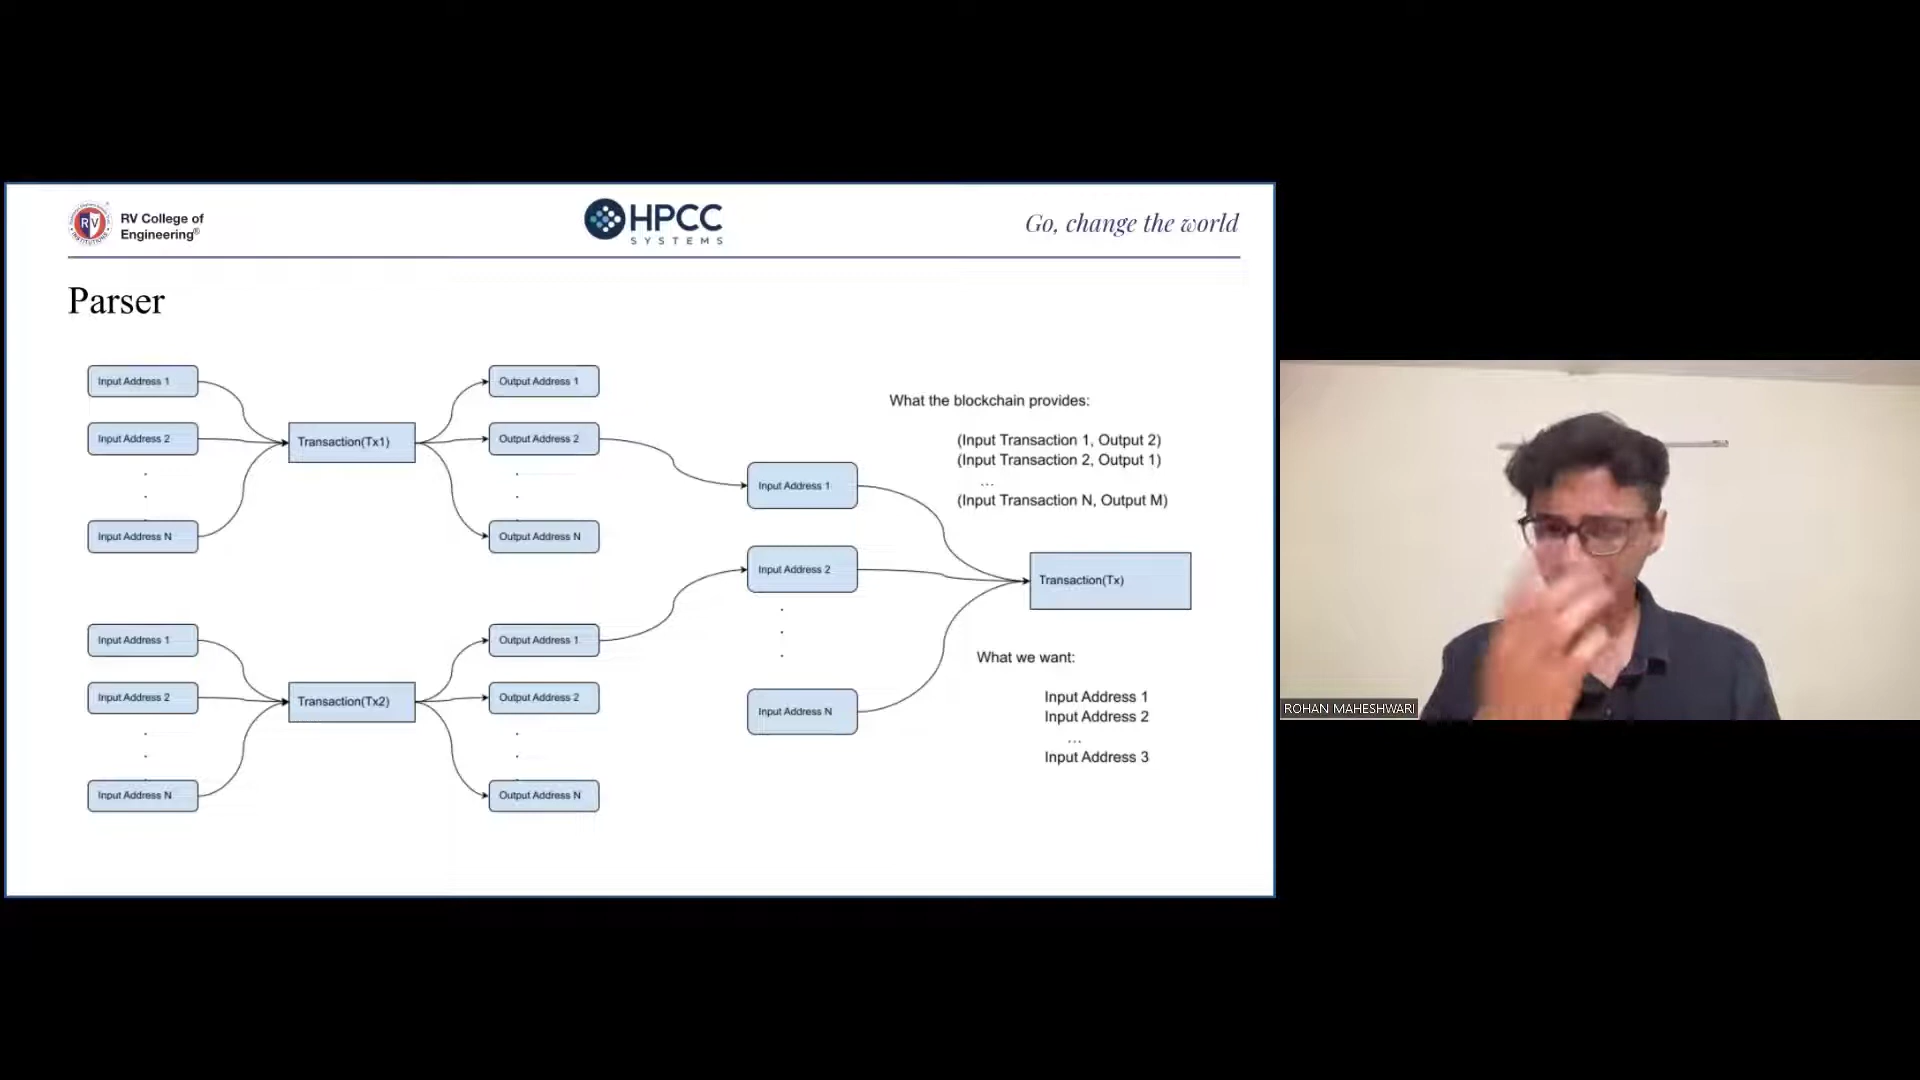 RV College of
Engineering®
RV
HPCC
SYSTEMS
Go, change the world
Parser
Input Address 1
Input Address 2
.
.
Input Address N
Transaction(Tx1)
Output Address 1
Output Address 2
.
.
Output Address N
Input Address 1
Input Address 2
.
.
Input Address N
Transaction(Tx2)
Output Address 1
Output Address 2
.
.
Output Address N
Input Address 1
Input Address 2
.
.
.
Input Address N
What the blockchain provides:
(Input Transaction 1, Output 2)
(Input Transaction 2, Output 1)
...
(Input Transaction N, Output M)
Transaction(Tx)
What we want:
Input Address 1
Input Address 2
...
Input Address 3
ROHAN MAHESHWARI